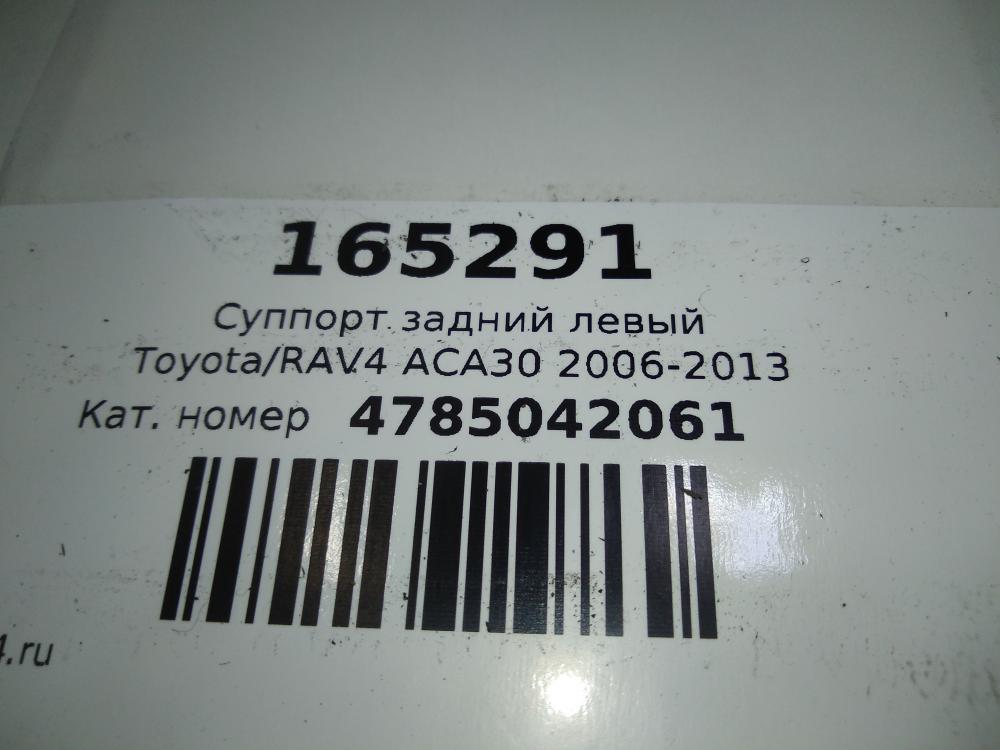 165291
Суппорт задний левый
Toyota/RAV4 ACA30 2006-2013
Кат. номер 4785042061
4.ru